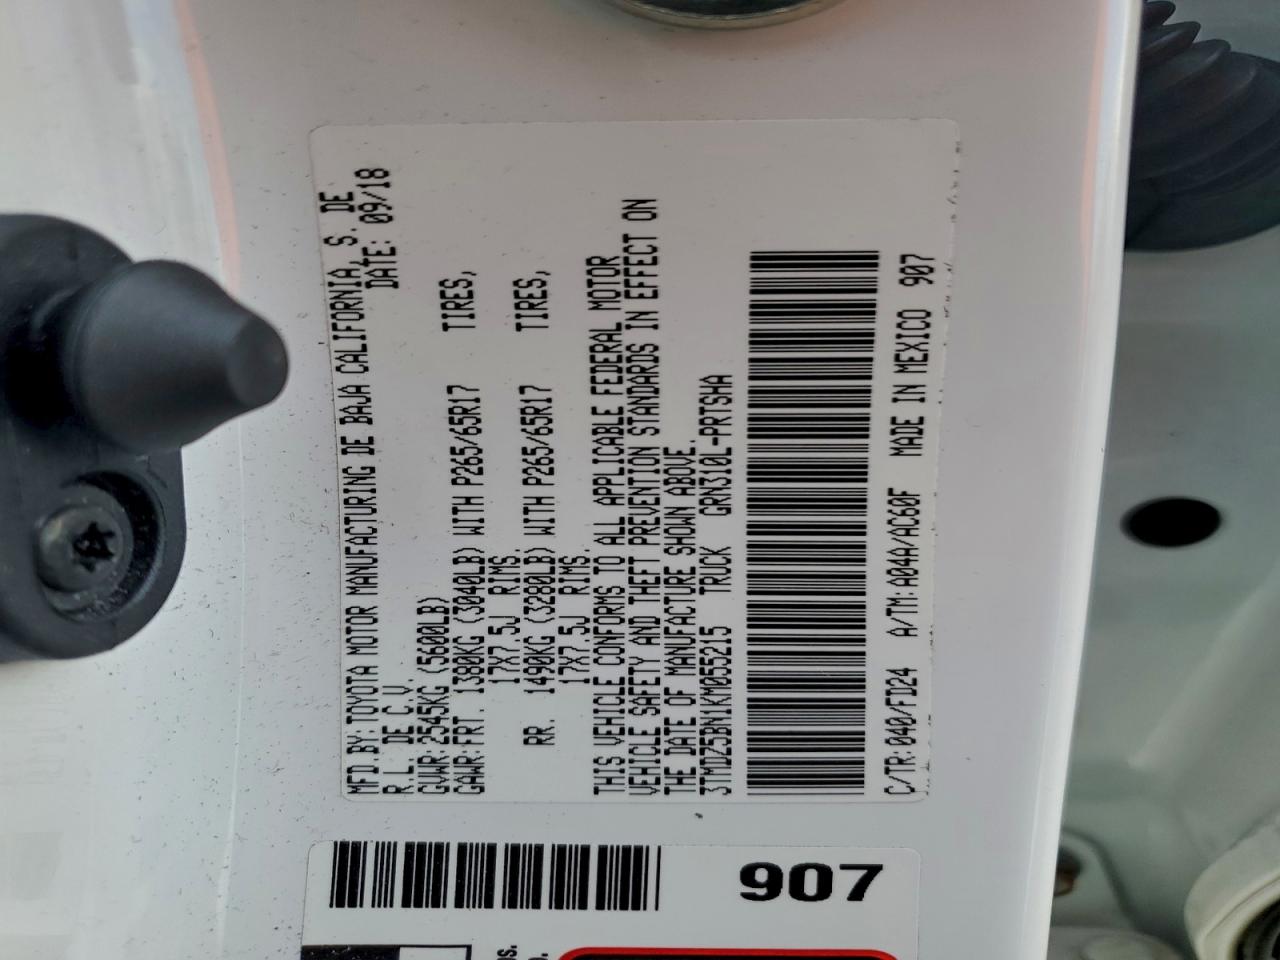 MFD.BY:TOYOTA MOTOR MANUFACTURING DE BAJA CALIFORNIA, S. DE
R.L. DE C.V. DATE: 09/18
GVWR:2545KG (5600LB)
GAWR:FRT. 1380KG (3040LB) WITH P265/65R17 TIRES,
17X7.5J RIMS.
RR. 1490KG (3280LB) WITH P265/65R17 TIRES,
17X7.5J RIMS.
THIS VEHICLE CONFORMS TO ALL APPLICABLE FEDERAL MOTOR
VEHICLE SAFETY AND THEFT PREVENTION STANDARDS IN EFFECT ON
THE DATE OF MANUFACTURE SHOWN ABOVE.
3TMDZ5BN1KM055215 TRUCK GRN310L-PRTSHA
C/TR:040/FD24 A/TM:A04A/AC60F MADE IN MEXICO 907
907